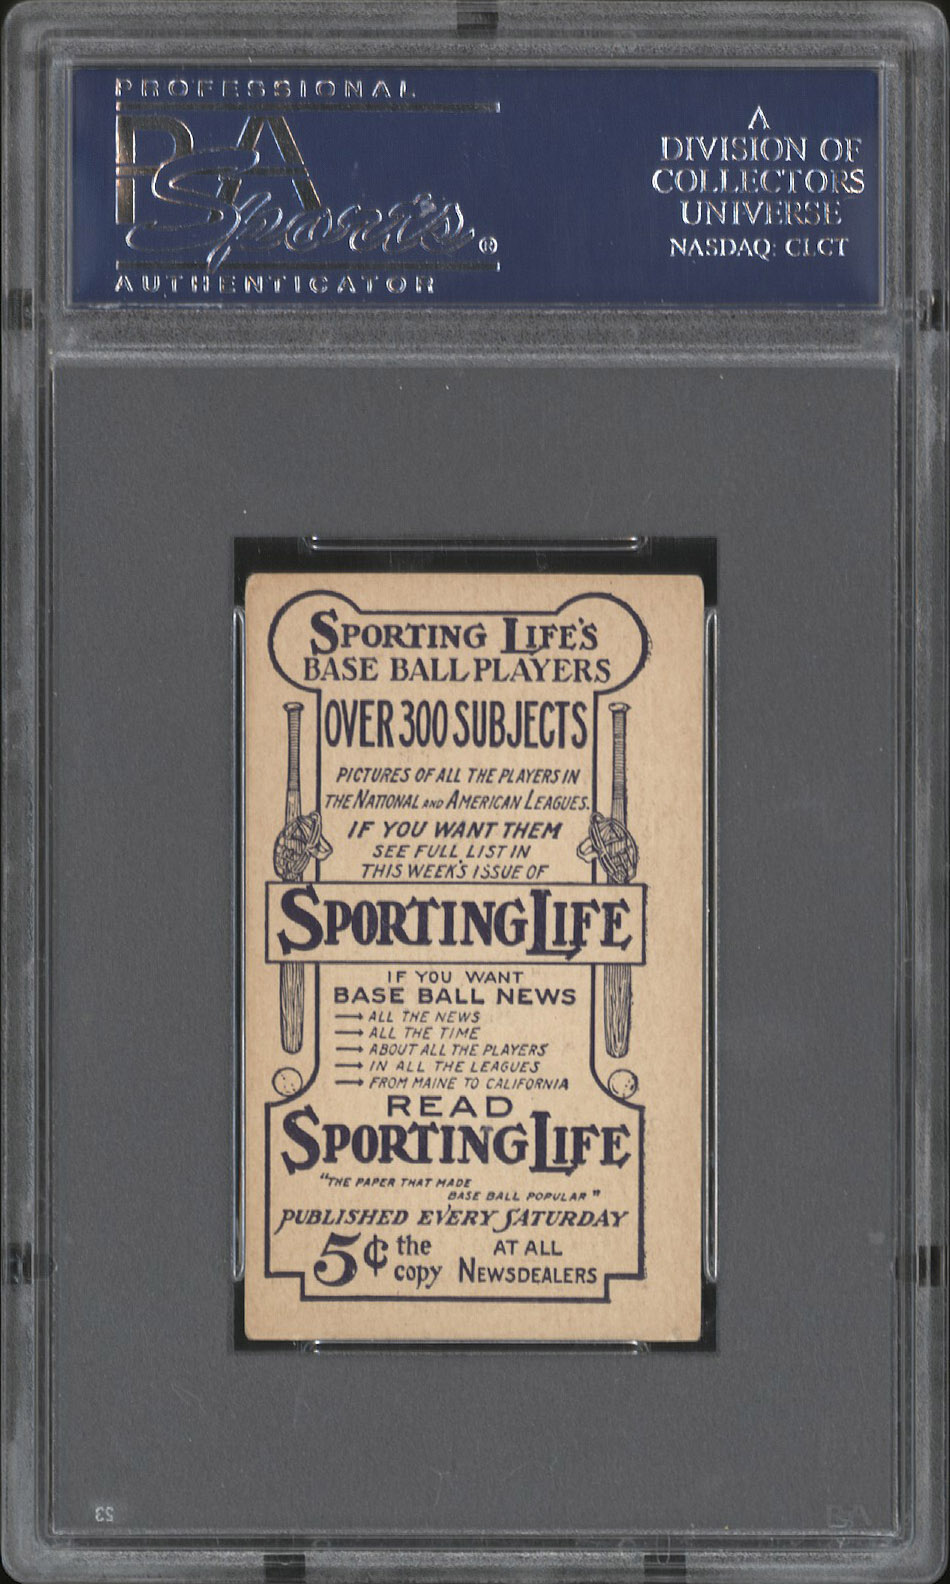 PROFESSIONAL
PSA
Sports®
AUTHENTICATOR
A
DIVISION OF
COLLECTORS
UNIVERSE
NASDAQ: CLCT
SPORTING LIFE'S
BASE BALL PLAYERS
OVER 300 SUBJECTS
PICTURES OF ALL THE PLAYERS IN
THE NATIONAL AND AMERICAN LEAGUES.
IF YOU WANT THEM
SEE FULL LIST IN
THIS WEEK'S ISSUE OF
SPORTING LIFE
IF YOU WANT
BASE BALL NEWS
→ ALL THE NEWS
→ ALL THE TIME
→ ABOUT ALL THE PLAYERS
→ IN ALL THE LEAGUES
→ FROM MAINE TO CALIFORNIA
READ
SPORTING LIFE
"THE PAPER THAT MADE
BASE BALL POPULAR"
PUBLISHED EVERY SATURDAY
5¢ the copy AT ALL NEWSDEALERS